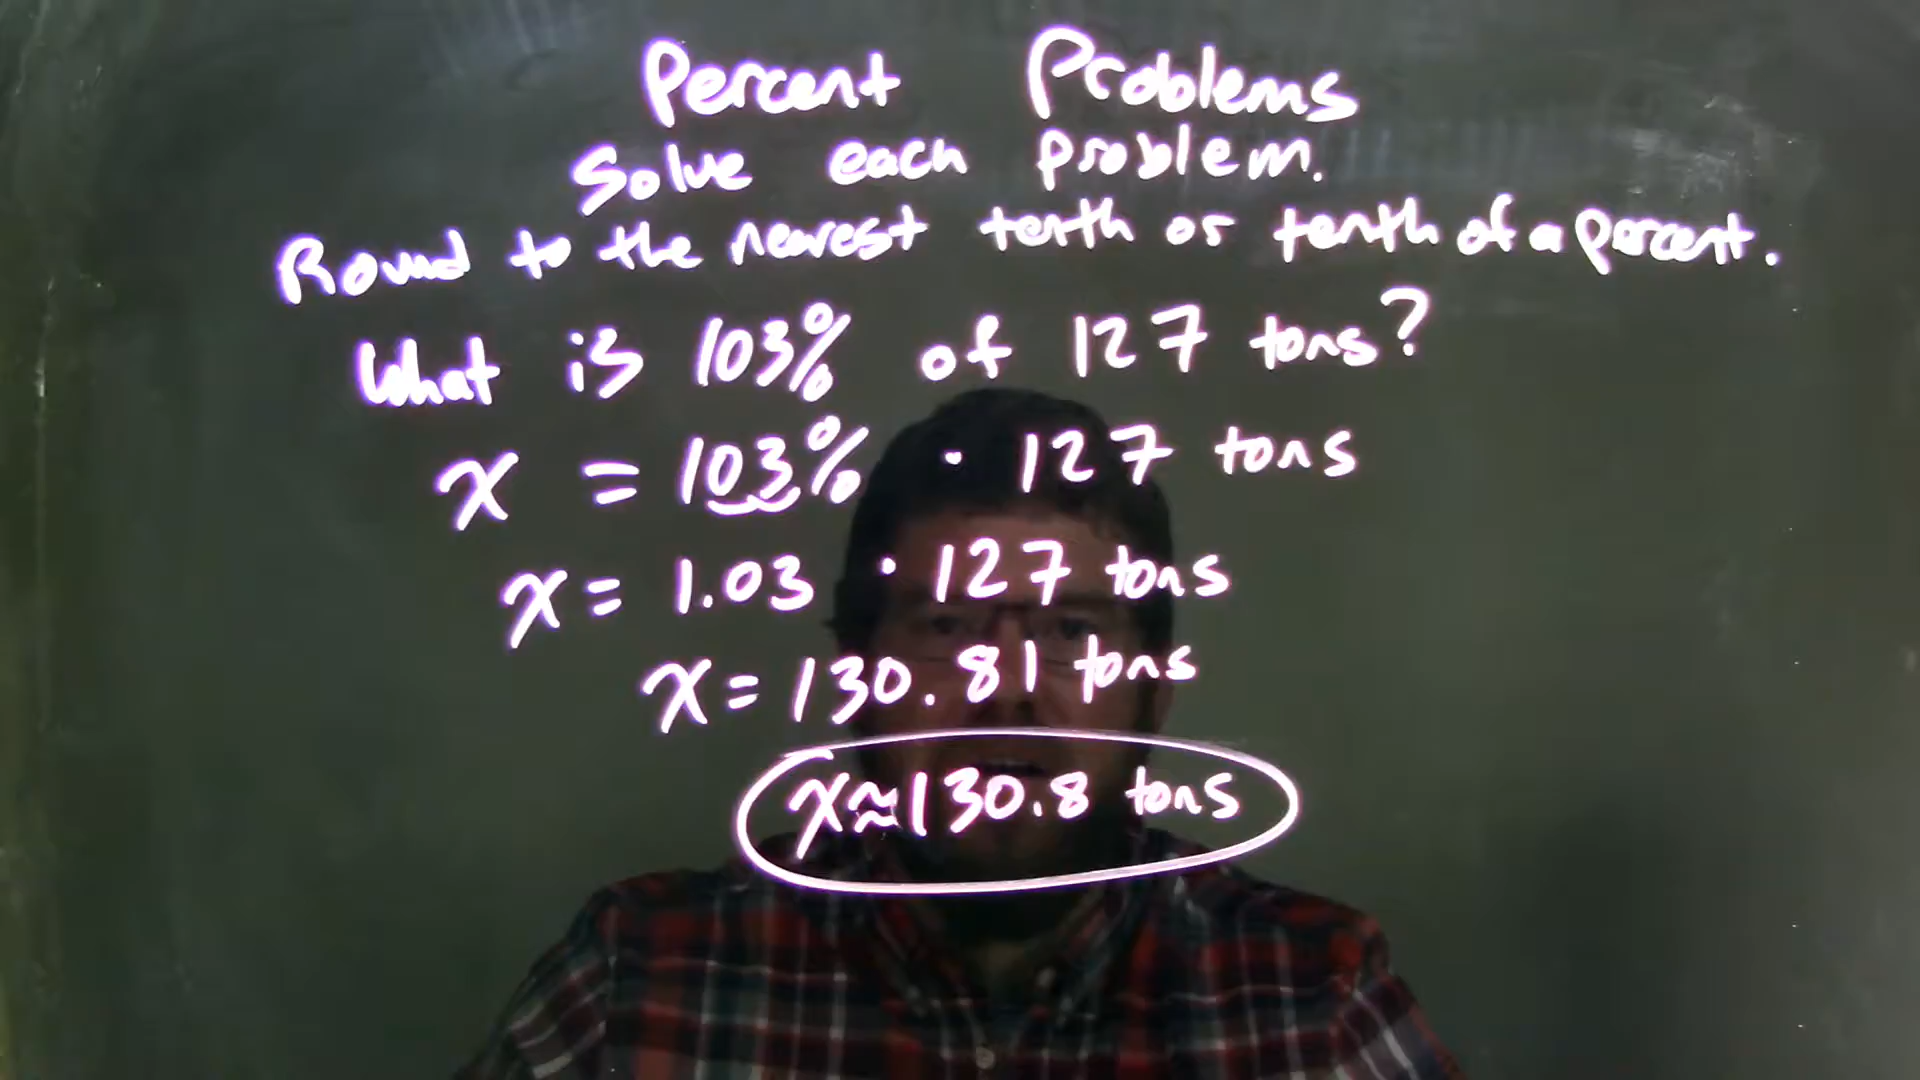 Percent Problems
Solve each problem.
Round to the nearest tenth or tenth of a percent.
What is 103% of 127 tons?
x = 103% · 127 tons
x = 1.03 · 127 tons
x = 130.81 tons
x ≈ 130.8 tons